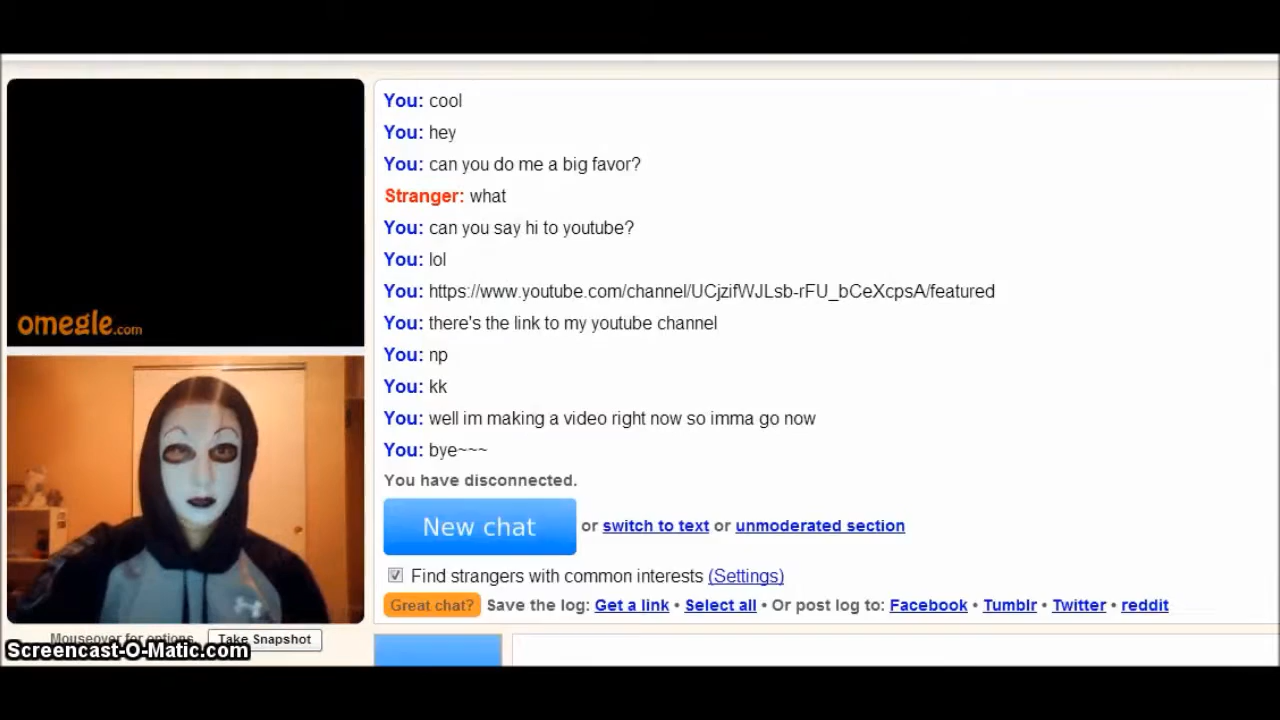 You: cool
You: hey
You: can you do me a big favor?
Stranger: what
You: can you say hi to youtube?
You: lol
You: https://www.youtube.com/channel/UCjzifWJLsb-rFU_bCeXcpsA/featured
You: there's the link to my youtube channel
You: np
You: kk
You: well im making a video right now so imma go now
You: bye~~~
You have disconnected.
New chat or switch to text or unmoderated section
Find strangers with common interests (Settings)
Great chat? Save the log: Get a link • Select all • Or post log to: Facebook • Tumblr • Twitter • reddit
omegle.com
Mouseover for options. Take Snapshot
Screencast-O-Matic.com